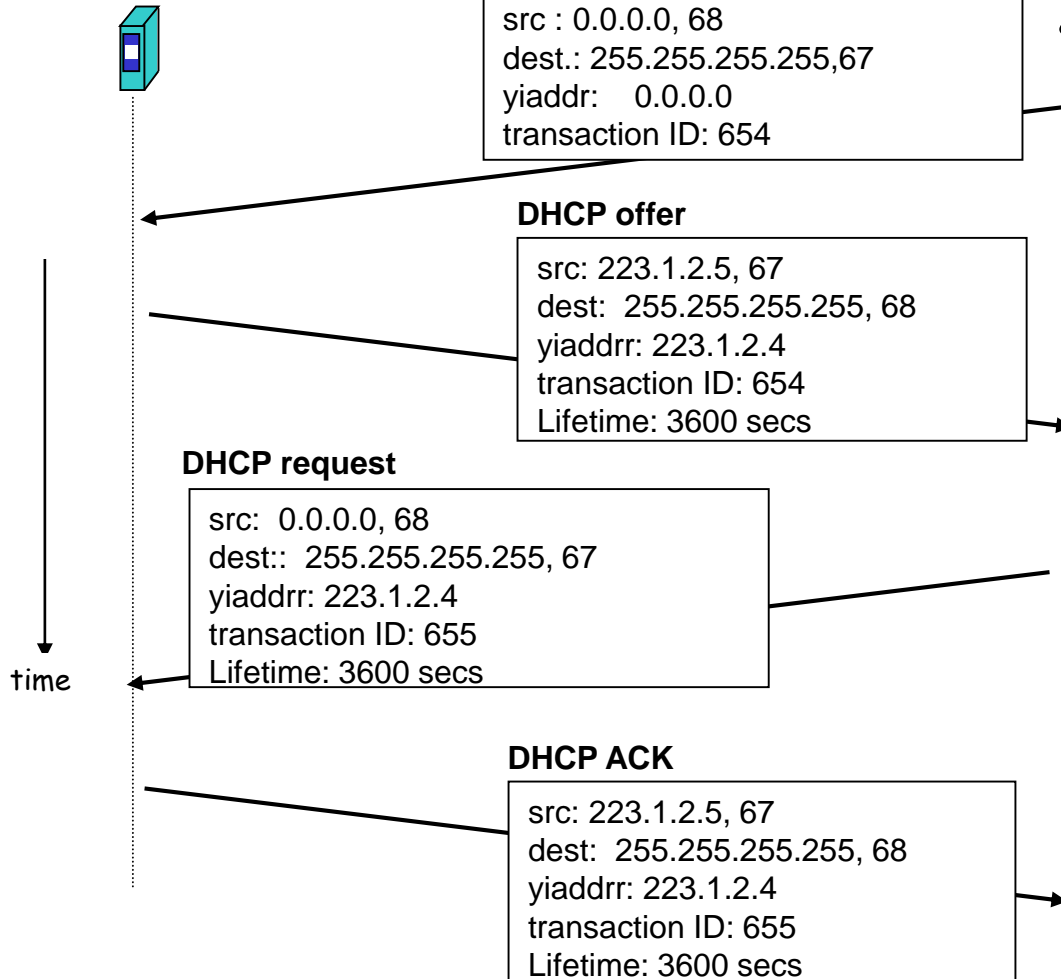 src : 0.0.0.0, 68
dest.: 255.255.255.255,67
yiaddr: 0.0.0.0
transaction ID: 654
DHCP offer
src: 223.1.2.5, 67
dest: 255.255.255.255, 68
yiaddrr: 223.1.2.4
transaction ID: 654
Lifetime: 3600 secs
DHCP request
src: 0.0.0.0, 68
dest:: 255.255.255.255, 67
yiaddrr: 223.1.2.4
transaction ID: 655
Lifetime: 3600 secs
time
DHCP ACK
src: 223.1.2.5, 67
dest: 255.255.255.255, 68
yiaddrr: 223.1.2.4
transaction ID: 655
Lifetime: 3600 secs